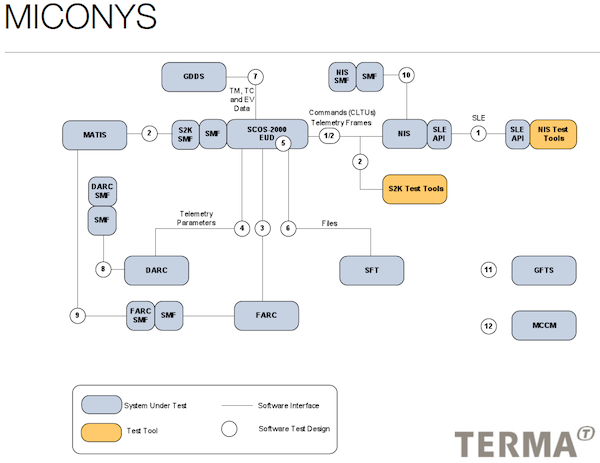 MICONYS
GDDS
7
NIS
SMF
SMF
10
TM, TC
and EV
Data
Commands (CLTUs)
Telemetry Frames
SLE
MATIS
2
S2K
SMF
SMF
SCOS-2000
EUD
5
1/2
NIS
SLE
API
1
SLE
API
NIS Test
Tools
2
S2K Test Tools
DARC
SMF
SMF
Telemetry
Parameters
4
3
6
Files
8
DARC
SFT
11
GFTS
9
FARC
SMF
SMF
FARC
12
MCCM
System Under Test
Software Interface
Test Tool
Software Test Design
TERMA T